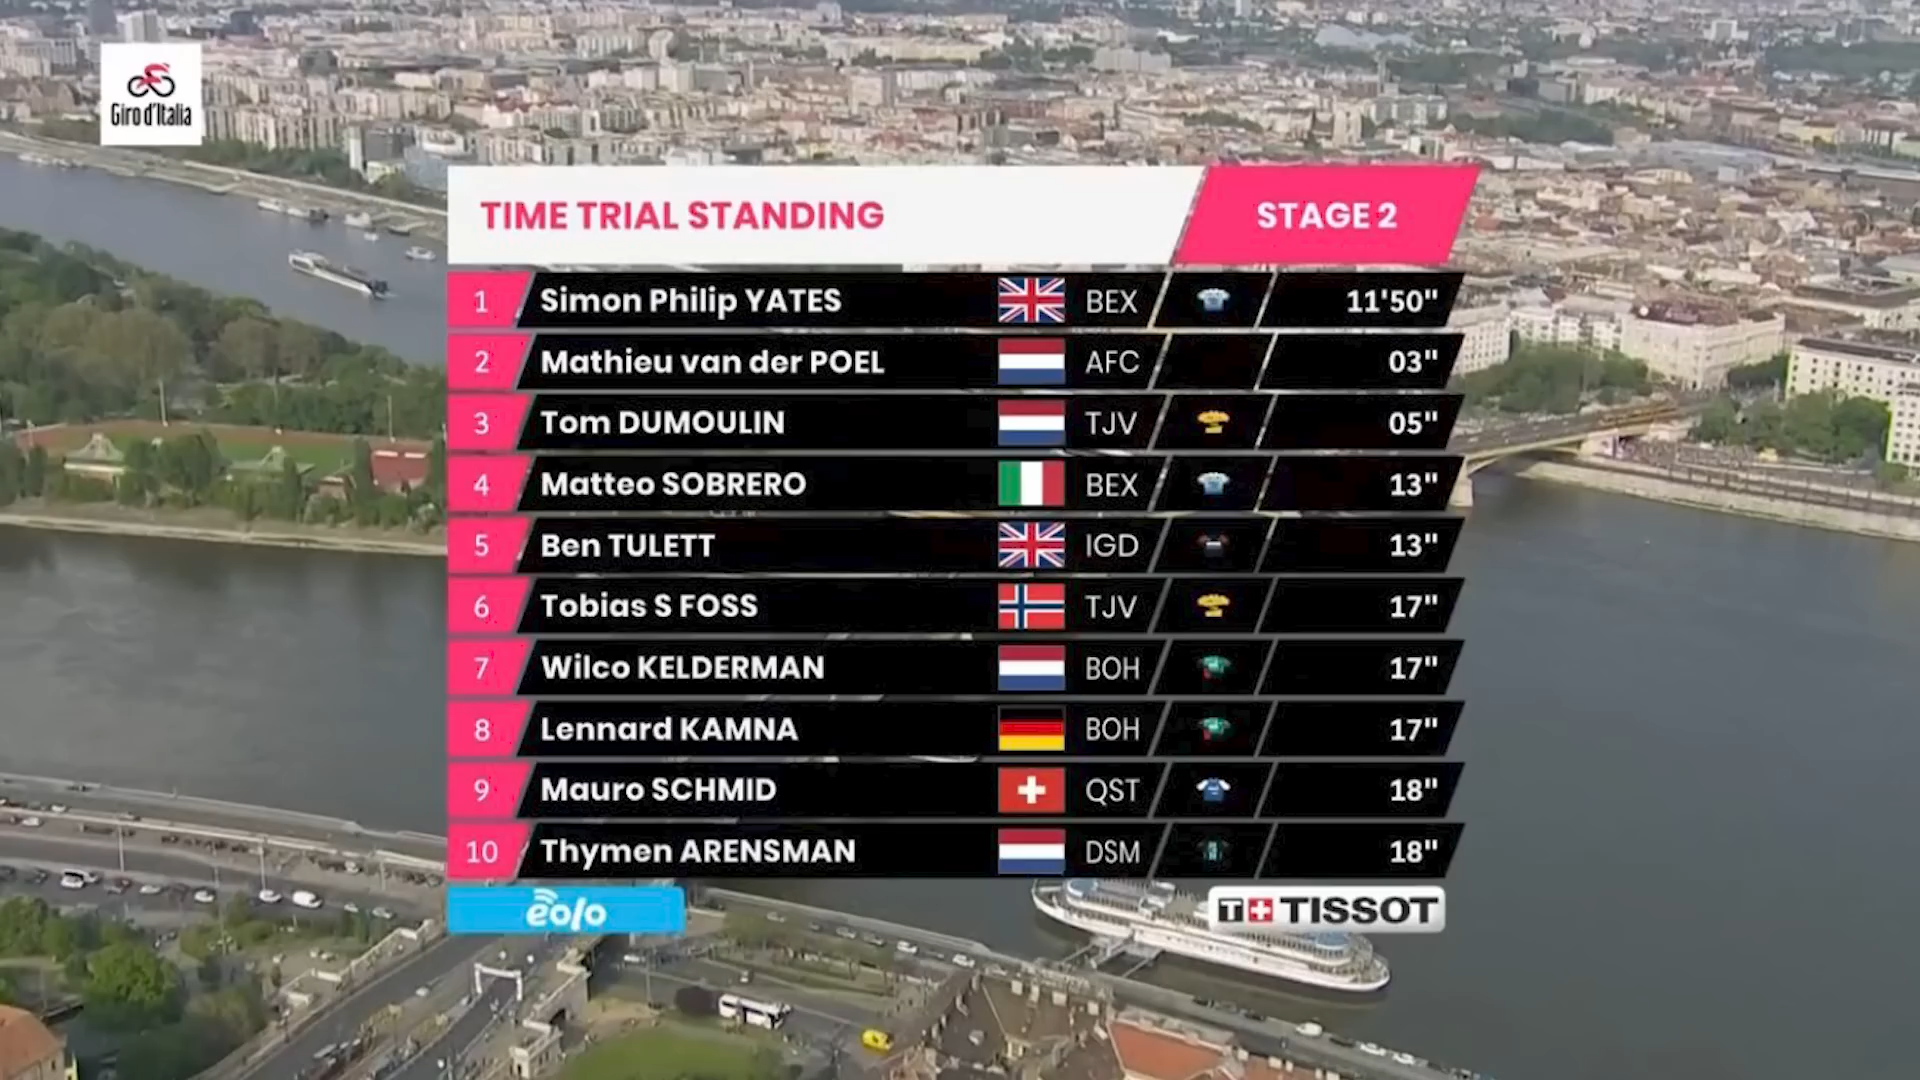 Giro d'Italia
TIME TRIAL STANDING STAGE 2
1 Simon Philip YATES BEX 11'50"
2 Mathieu van der POEL AFC 03"
3 Tom DUMOULIN TJV 05"
4 Matteo SOBRERO BEX 13"
5 Ben TULETT IGD 13"
6 Tobias S FOSS TJV 17"
7 Wilco KELDERMAN BOH 17"
8 Lennard KAMNA BOH 17"
9 Mauro SCHMID QST 18"
10 Thymen ARENSMAN DSM 18"
eolo T+ TISSOT